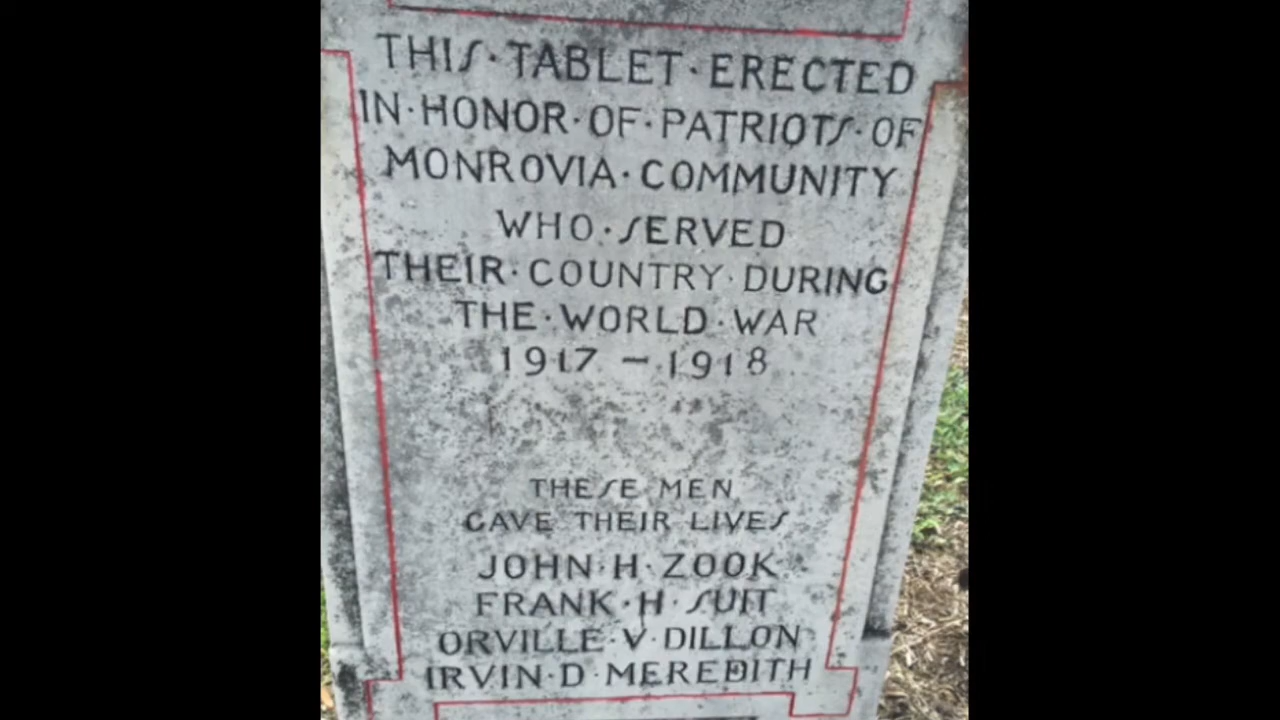 THIS·TABLET·ERECTED
IN·HONOR·OF·PATRIOTS·OF
MONROVIA·COMMUNITY
WHO·SERVED
THEIR·COUNTRY·DURING
THE·WORLD·WAR
1917 – 1918
THESE MEN
GAVE THEIR LIVES
JOHN·H·ZOOK
FRANK·H·SUIT
ORVILLE·V·DILLON
IRVIN·D·MEREDITH